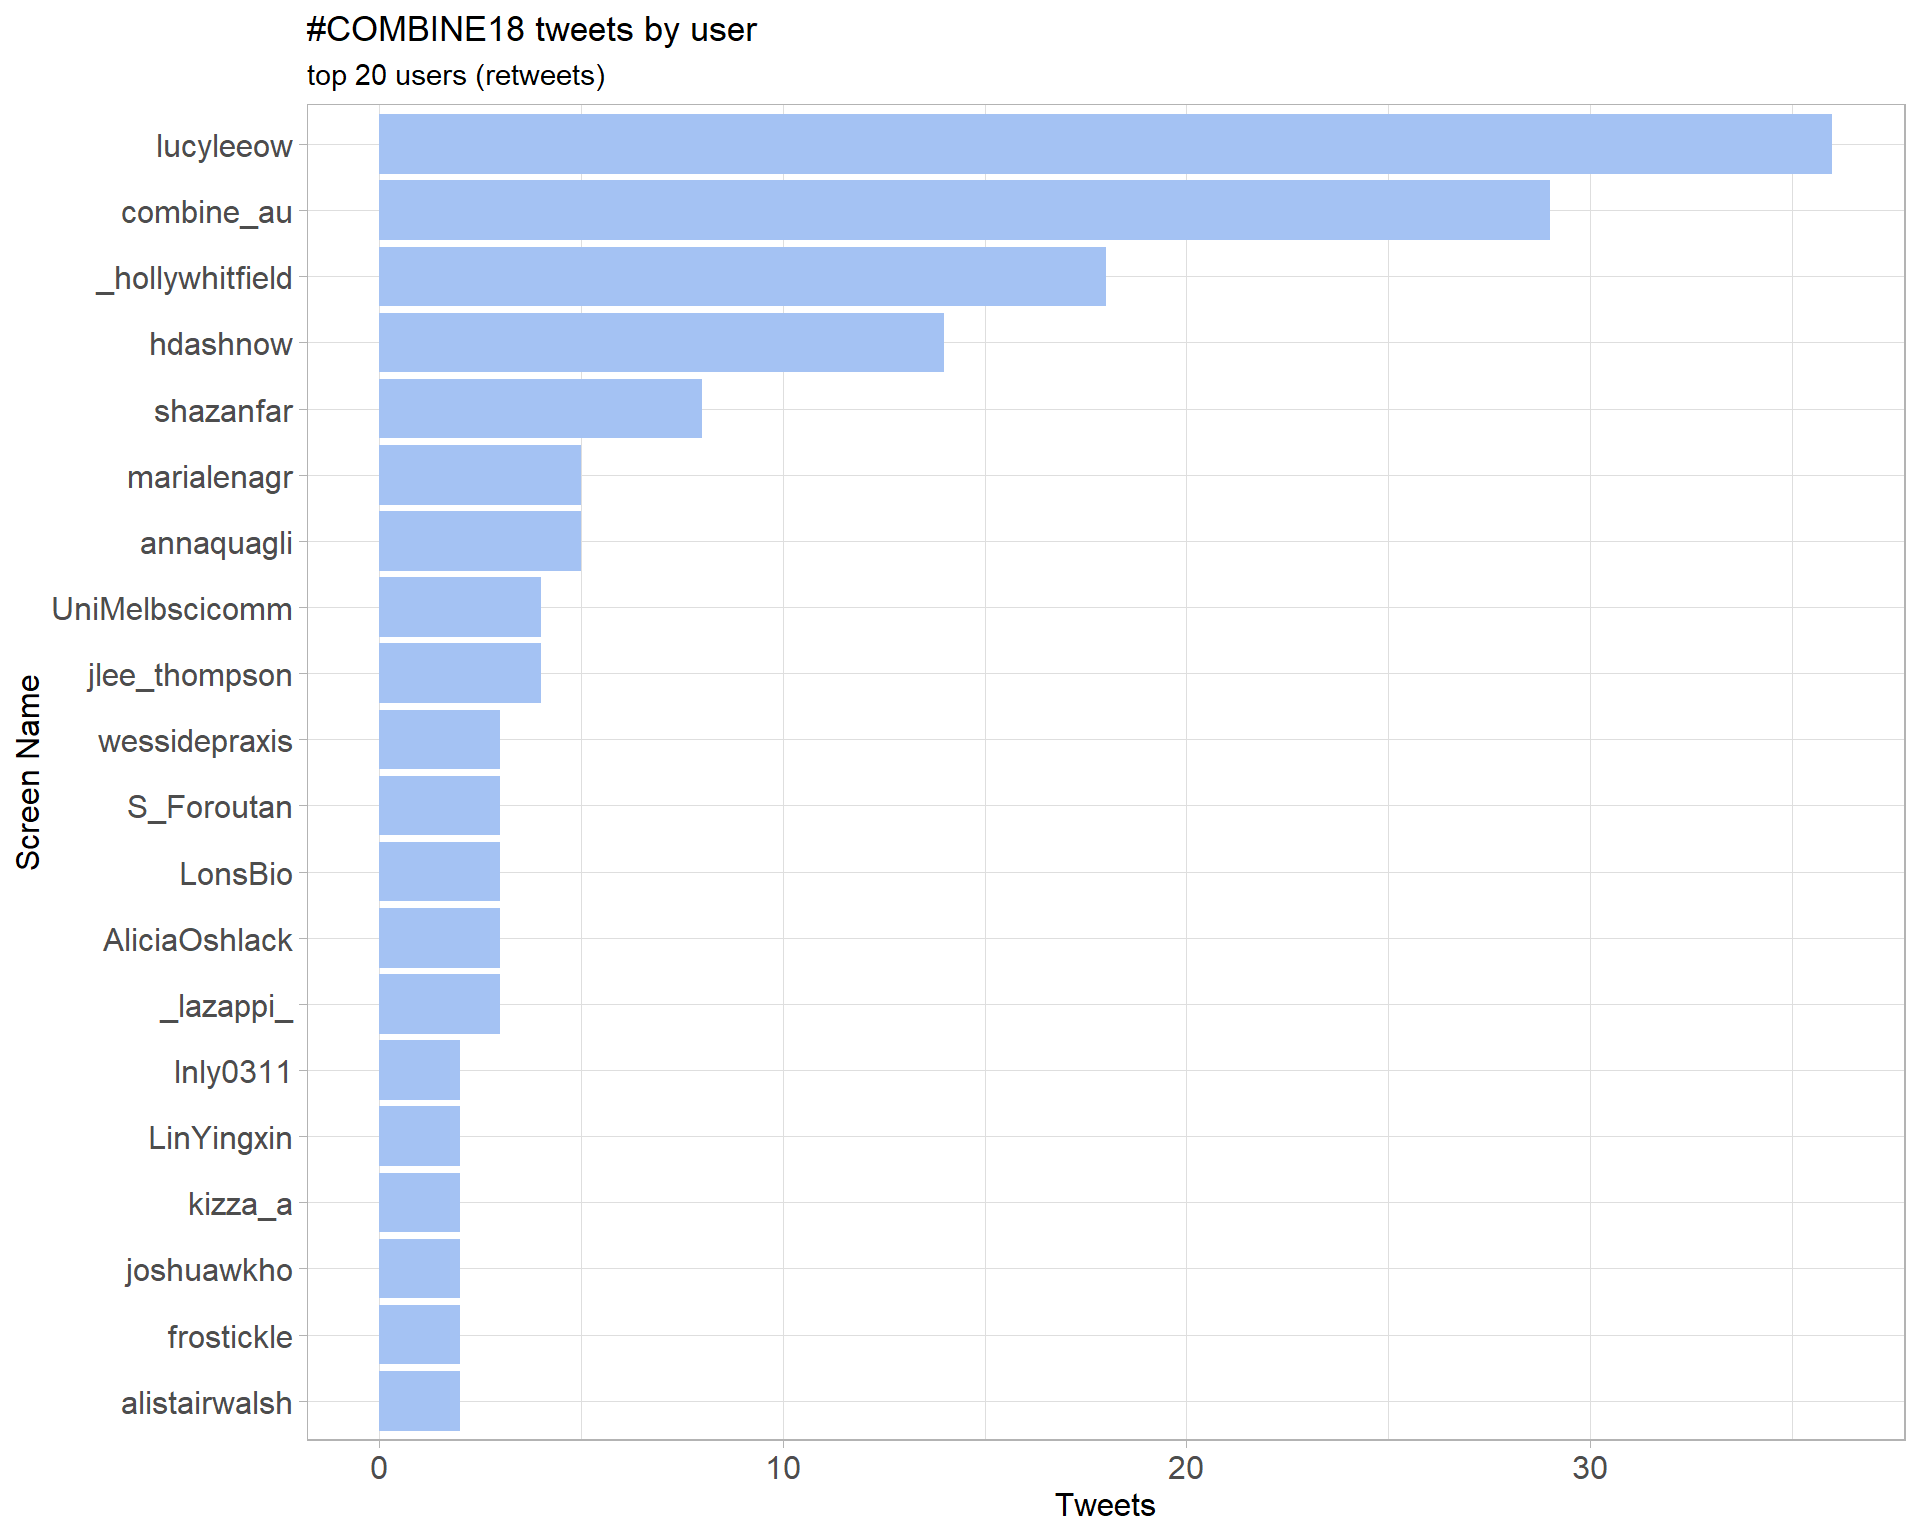 #COMBINE18 tweets by user
top 20 users (retweets)
lucyleeow
combine_au
_hollywhitfield
hdashnow
shazanfar
marialenagr
annaquagli
UniMelbscicomm
jlee_thompson
wessidepraxis
S_Foroutan
LonsBio
AliciaOshlack
_lazappi_
lnly0311
LinYingxin
kizza_a
joshuawkho
frostickle
alistairwalsh
Screen Name
0 10 20 30
Tweets